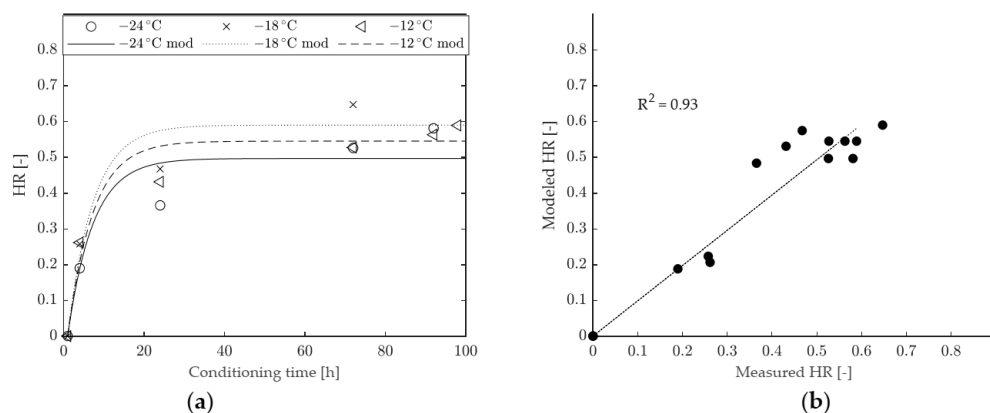 −24 °C −18 °C −12 °C
−24 °C mod −18 °C mod −12 °C mod
0.8
0.7
0.6
0.5
0.4
0.3
0.2
0.1
0
HR [-]
0 20 40 60 80 100
Conditioning time [h]
(a)
0.8
0.7
0.6
0.5
0.4
0.3
0.2
0.1
0
Modeled HR [-]
R² = 0.93
0 0.1 0.2 0.3 0.4 0.5 0.6 0.7 0.8
Measured HR [-]
(b)